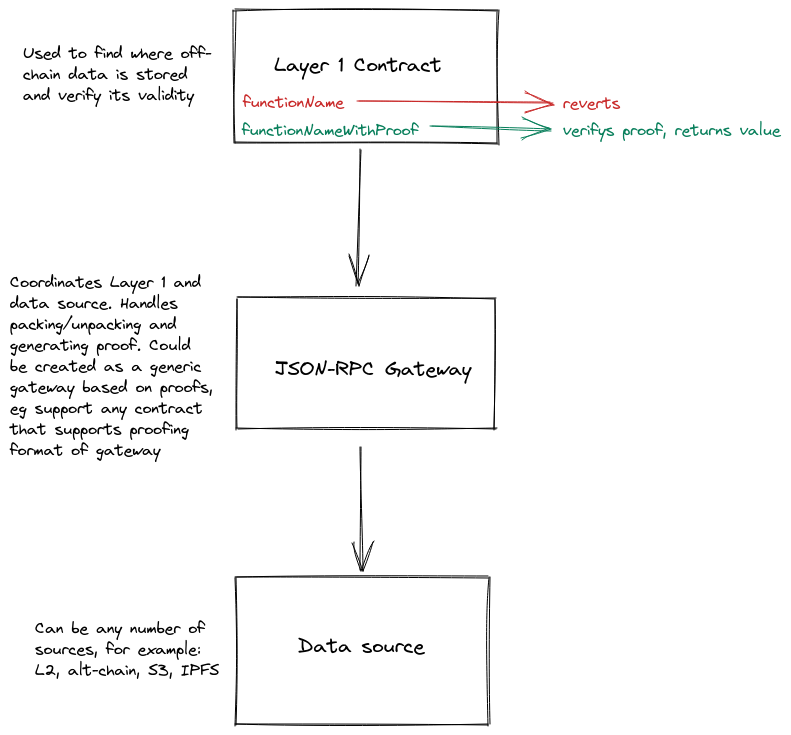 Used to find where off-
chain data is stored
and verify its validity
Layer 1 Contract
functionName
reverts
functionNameWithProof
verifys proof, returns value
Coordinates Layer 1 and
data source. Handles
packing/unpacking and
generating proof. Could
be created as a generic
gateway based on proofs,
eg support any contract
that supports proofing
format of gateway
JSON-RPC Gateway
Can be any number of
sources, for example:
L2, alt-chain, S3, IPFS
Data source